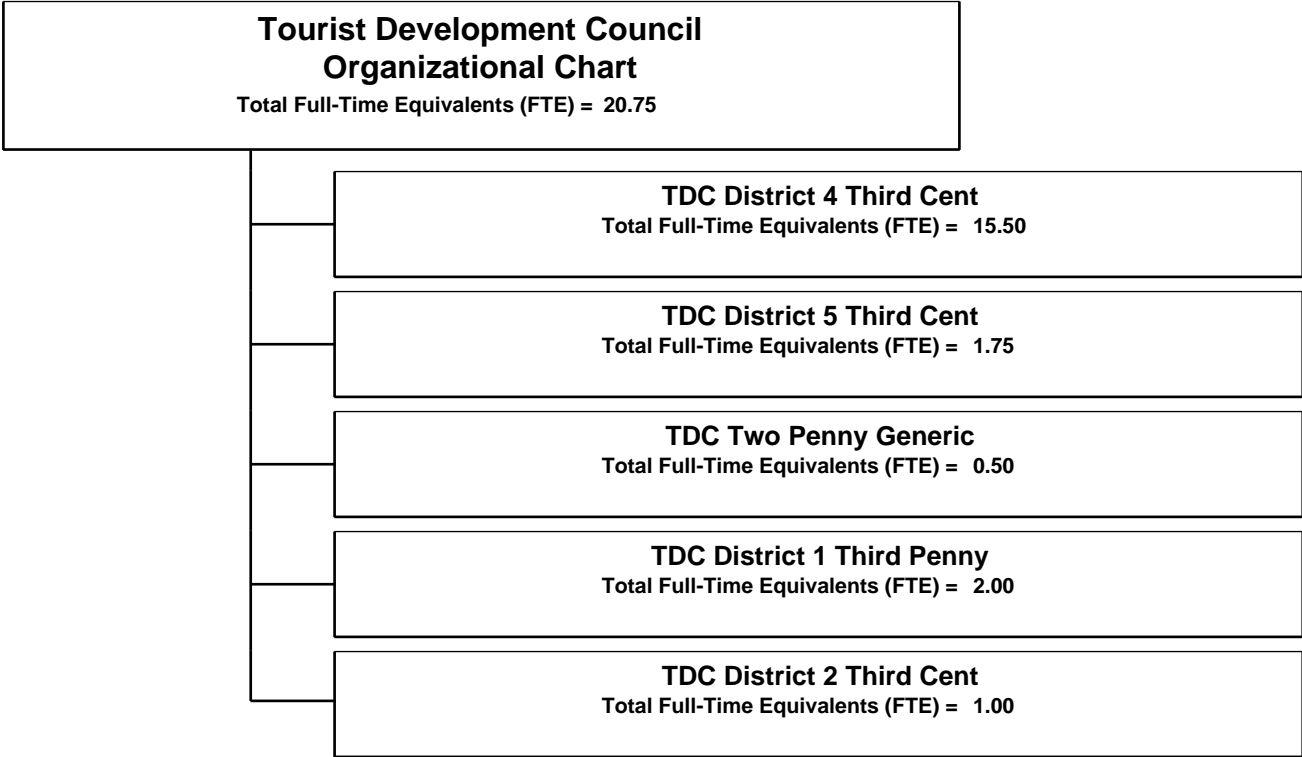 Tourist Development Council
Organizational Chart
Total Full-Time Equivalents (FTE) = 20.75
TDC District 4 Third Cent
Total Full-Time Equivalents (FTE) = 15.50
TDC District 5 Third Cent
Total Full-Time Equivalents (FTE) = 1.75
TDC Two Penny Generic
Total Full-Time Equivalents (FTE) = 0.50
TDC District 1 Third Penny
Total Full-Time Equivalents (FTE) = 2.00
TDC District 2 Third Cent
Total Full-Time Equivalents (FTE) = 1.00